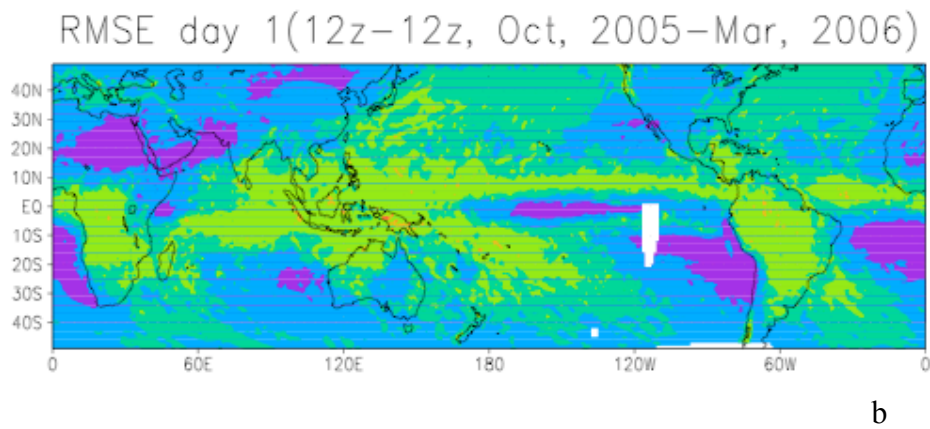 RMSE day 1(12z-12z, Oct, 2005-Mar, 2006)
40N
30N
20N
10N
EQ
10S
20S
30S
40S
0 60E 120E 180 120W 60W 0
b